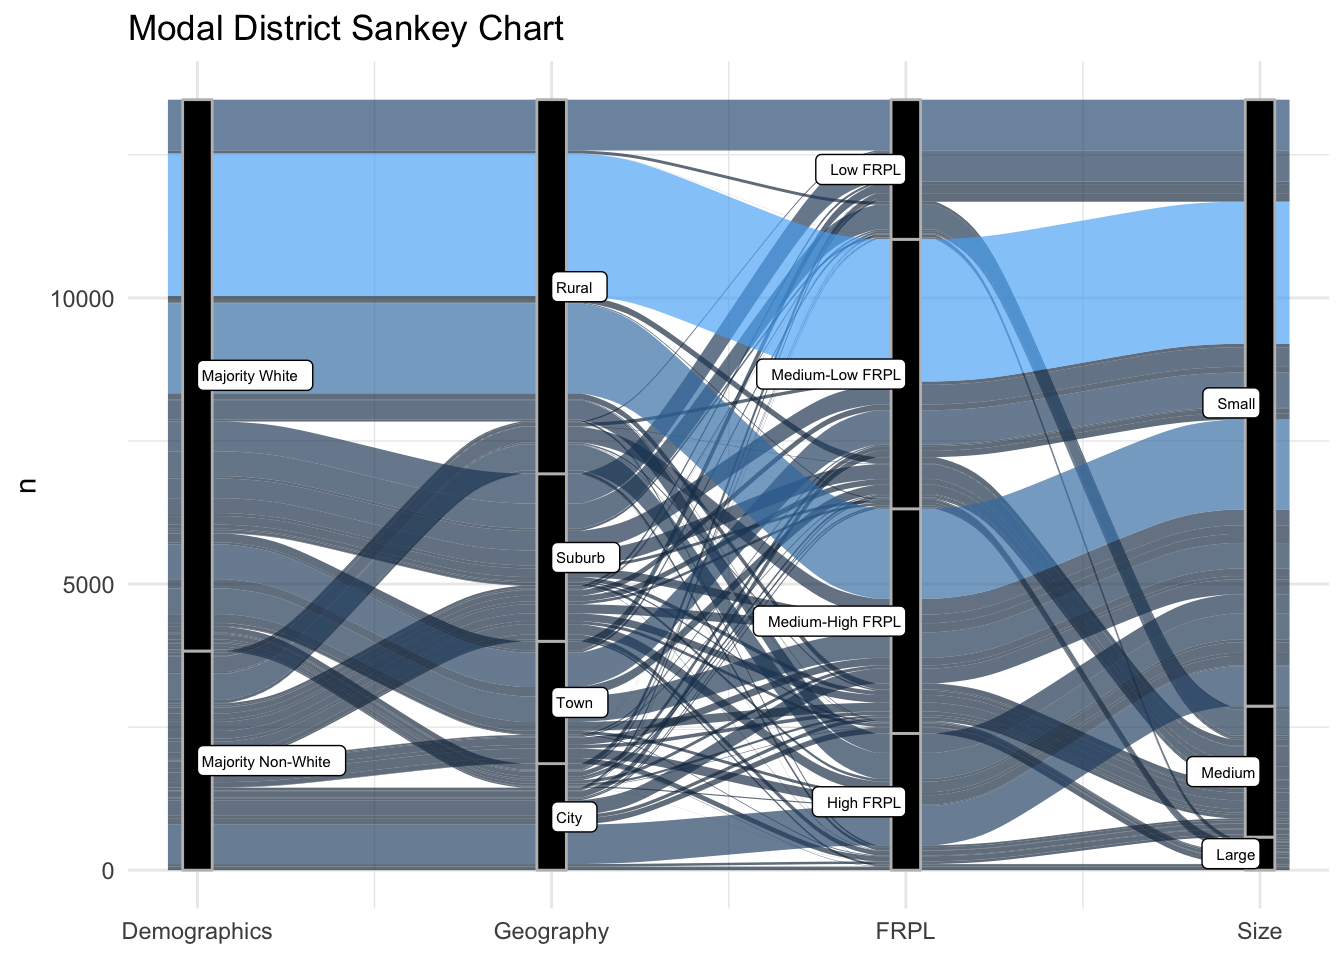 Modal District Sankey Chart
n
10000
5000
0
Majority White
Majority Non-White
Rural
Suburb
Town
City
Low FRPL
Medium-Low FRPL
Medium-High FRPL
High FRPL
Small
Medium
Large
Demographics
Geography
FRPL
Size